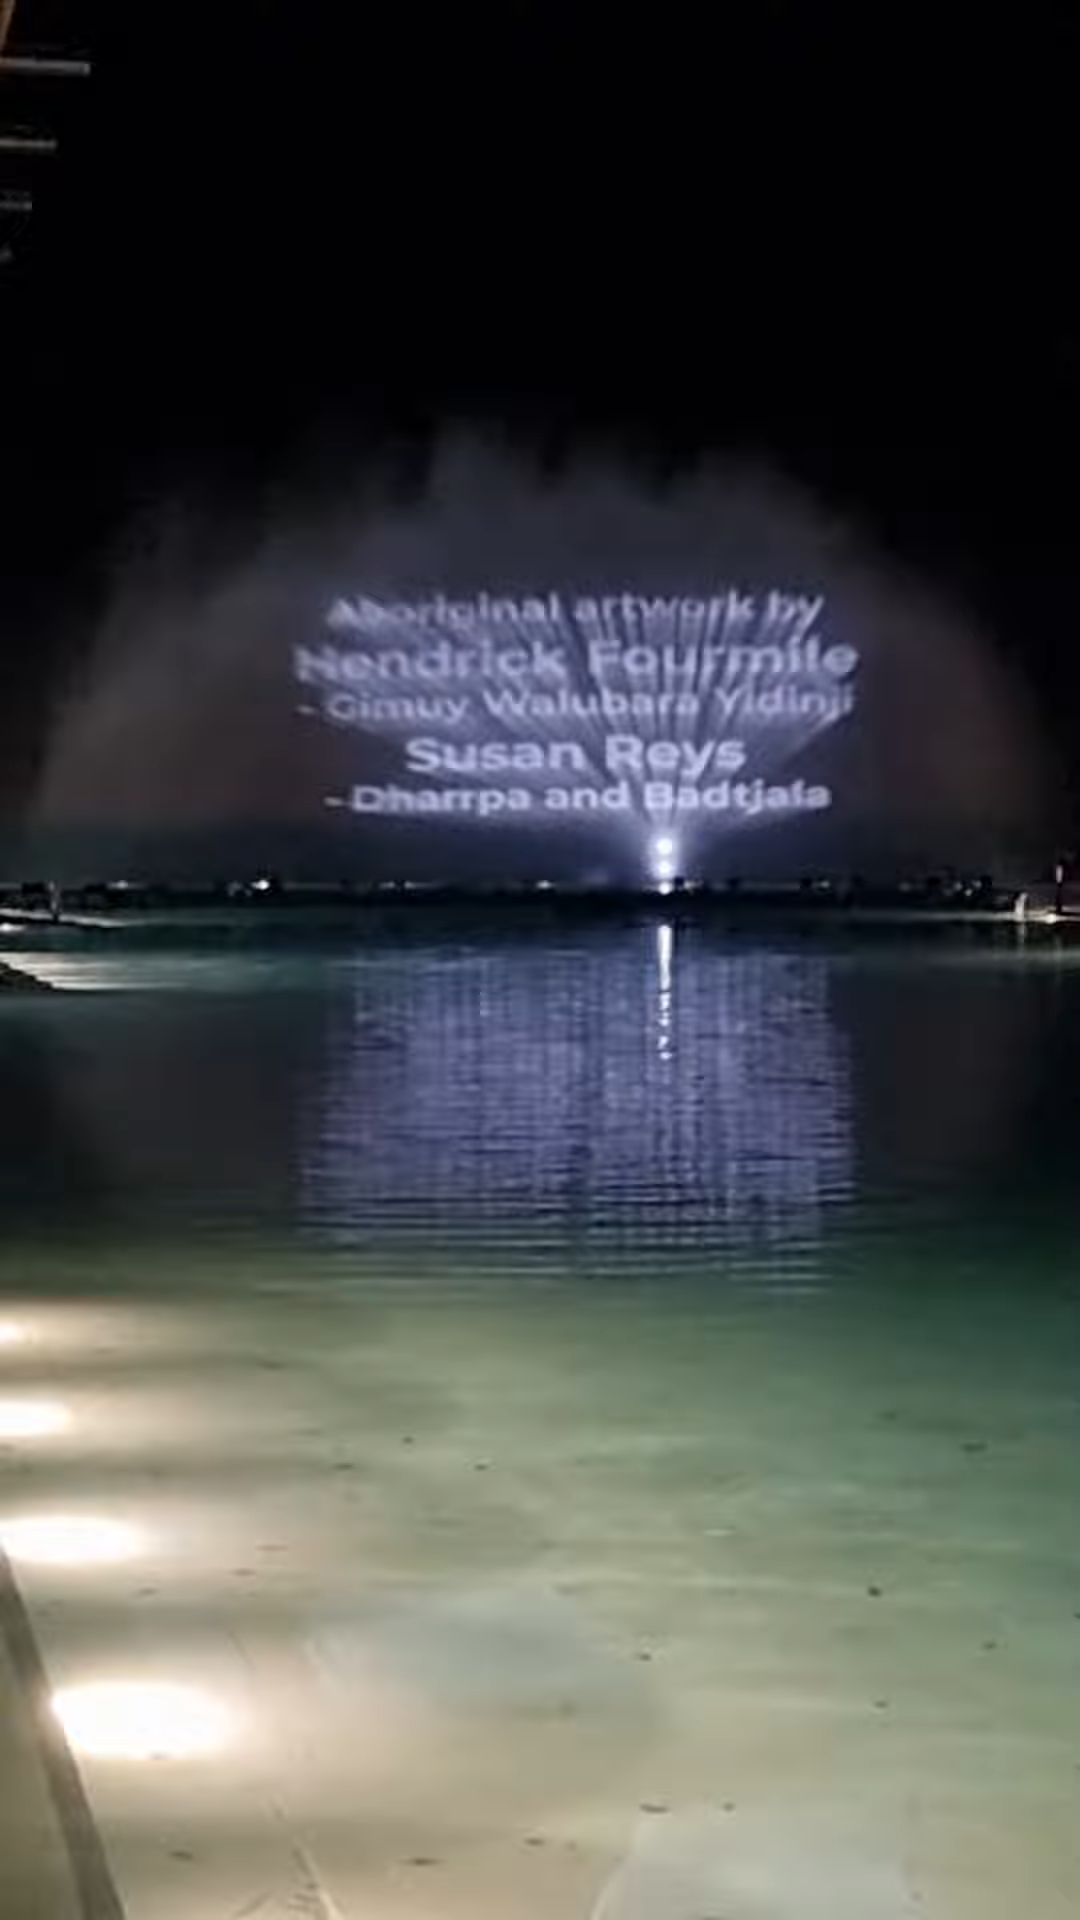 Aboriginal artwork by
Hendrick Fourmile
- Gimuy Walubara Yidinji
Susan Reys
- Dharrpa and Badtjala